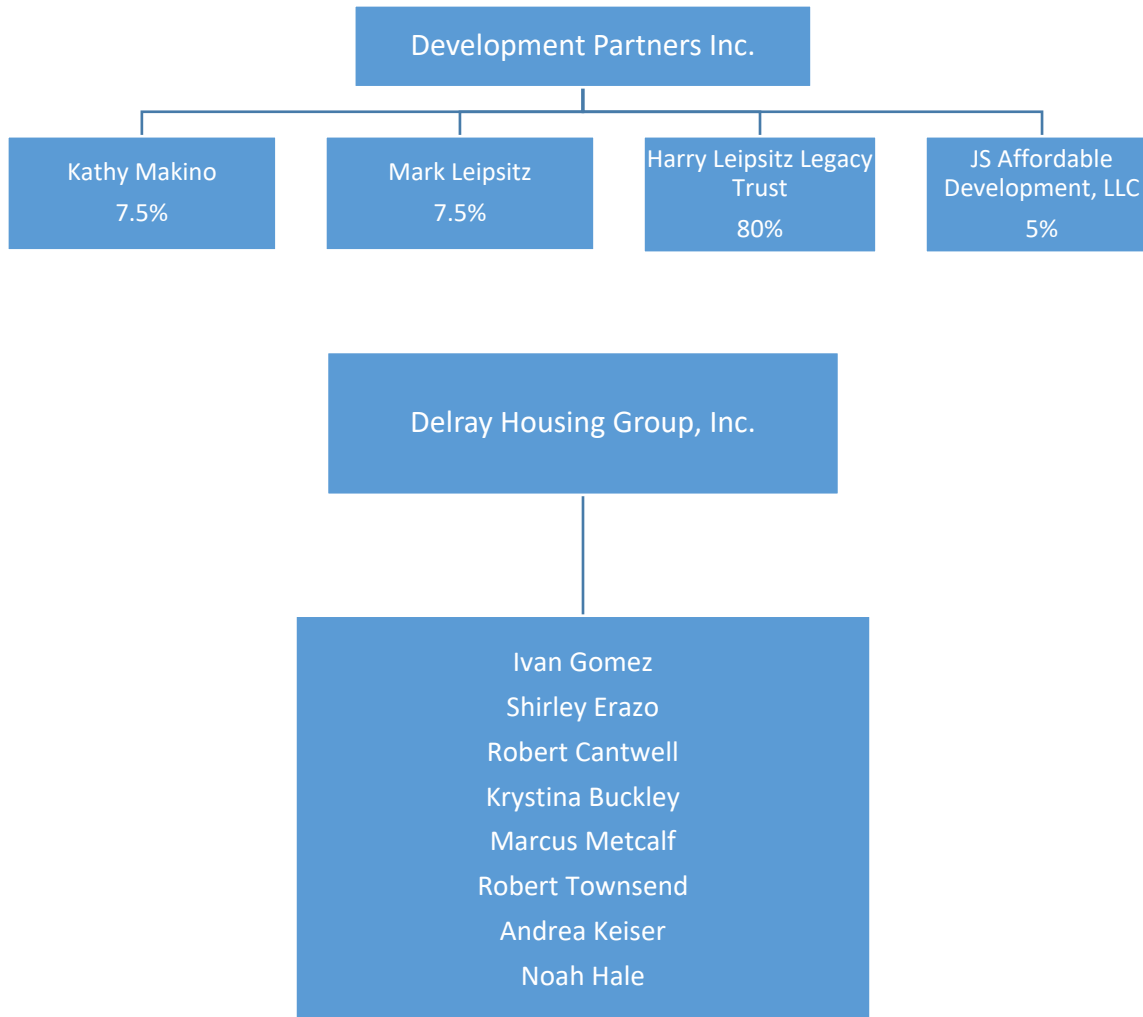 Development Partners Inc.
Kathy Makino
7.5%
Mark Leipsitz
7.5%
Harry Leipsitz Legacy
Trust
80%
JS Affordable
Development, LLC
5%
Delray Housing Group, Inc.
Ivan Gomez
Shirley Erazo
Robert Cantwell
Krystina Buckley
Marcus Metcalf
Robert Townsend
Andrea Keiser
Noah Hale